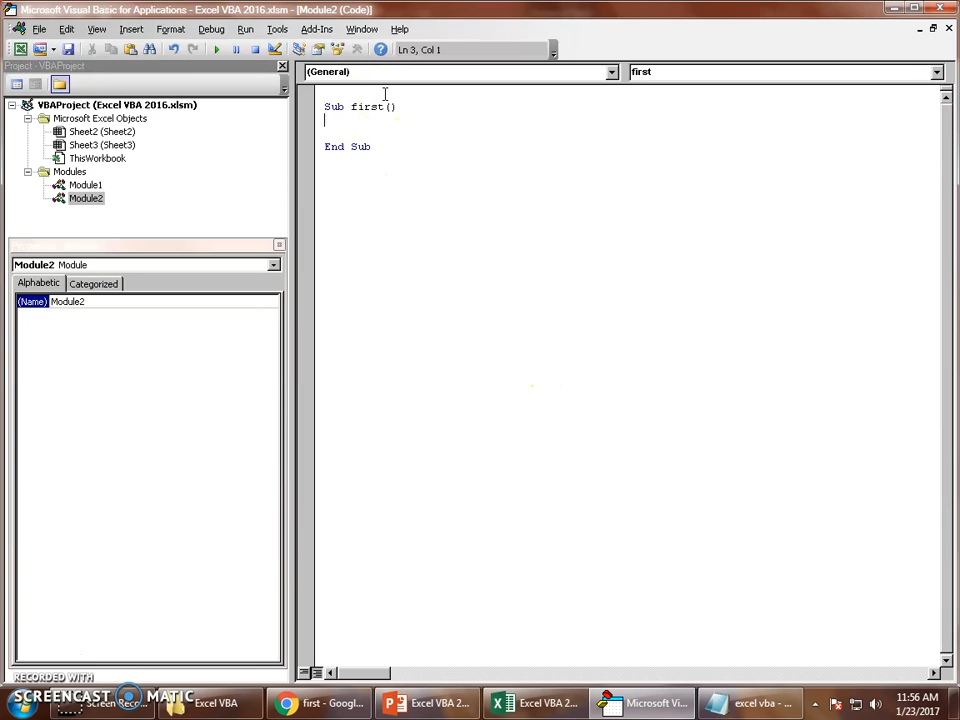 Microsoft Visual Basic for Applications - Excel VBA 2016.xlsm - [Module2 (Code)]
File Edit View Insert Format Debug Run Tools Add-Ins Window Help
Ln 3, Col 1
Project - VBAProject
(General)
first
VBAProject (Excel VBA 2016.xlsm)
Microsoft Excel Objects
Sheet2 (Sheet2)
Sheet3 (Sheet3)
ThisWorkbook
Modules
Module1
Module2
Sub first()
End Sub
Module2 Module
Alphabetic Categorized
(Name) Module2
RECORDED WITH
SCREENCAST MATIC
Screen Reco...
Excel VBA
first - Googl...
Excel VBA 2...
Excel VBA 2...
Microsoft Vi...
excel vba - ...
11:56 AM
1/23/2017